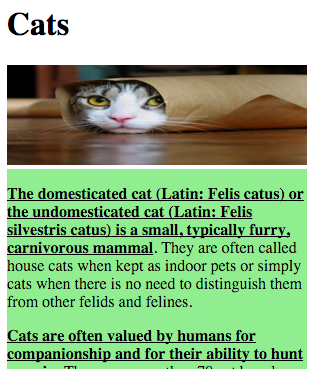 Cats
The domesticated cat (Latin: Felis catus) or
the undomesticated cat (Latin: Felis
silvestris catus) is a small, typically furry,
carnivorous mammal. They are often called
house cats when kept as indoor pets or simply
cats when there is no need to distinguish them
from other felids and felines.
Cats are often valued by humans for
companionship and for their ability to hunt